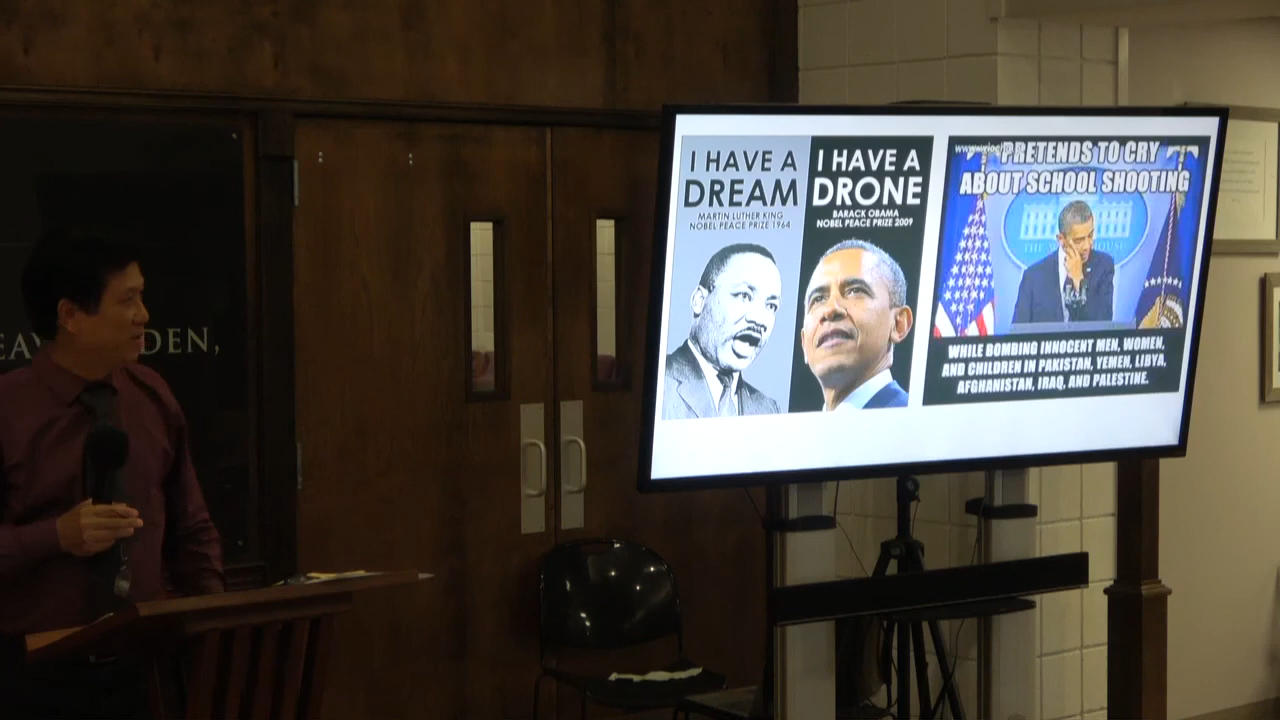 I HAVE A
DREAM
MARTIN LUTHER KING
NOBEL PEACE PRIZE 1964
I HAVE A
DRONE
BARACK OBAMA
NOBEL PEACE PRIZE 2009
PRETENDS TO CRY
ABOUT SCHOOL SHOOTING
WHILE BOMBING INNOCENT MEN, WOMEN,
AND CHILDREN IN PAKISTAN, YEMEN, LIBYA,
AFGHANISTAN, IRAQ, AND PALESTINE.